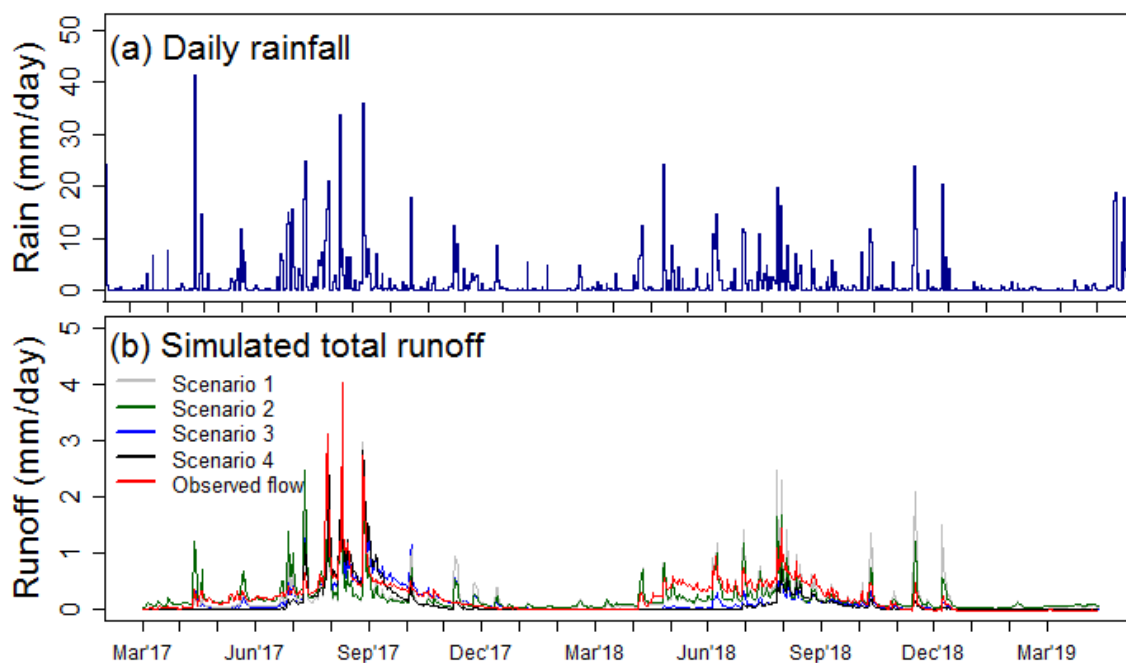 (a) Daily rainfall
Rain (mm/day)
50
40
30
20
10
0
(b) Simulated total runoff
Runoff (mm/day)
5
4
3
2
1
0
Scenario 1
Scenario 2
Scenario 3
Scenario 4
Observed flow
Mar'17 Jun'17 Sep'17 Dec'17 Mar'18 Jun'18 Sep'18 Dec'18 Mar'19